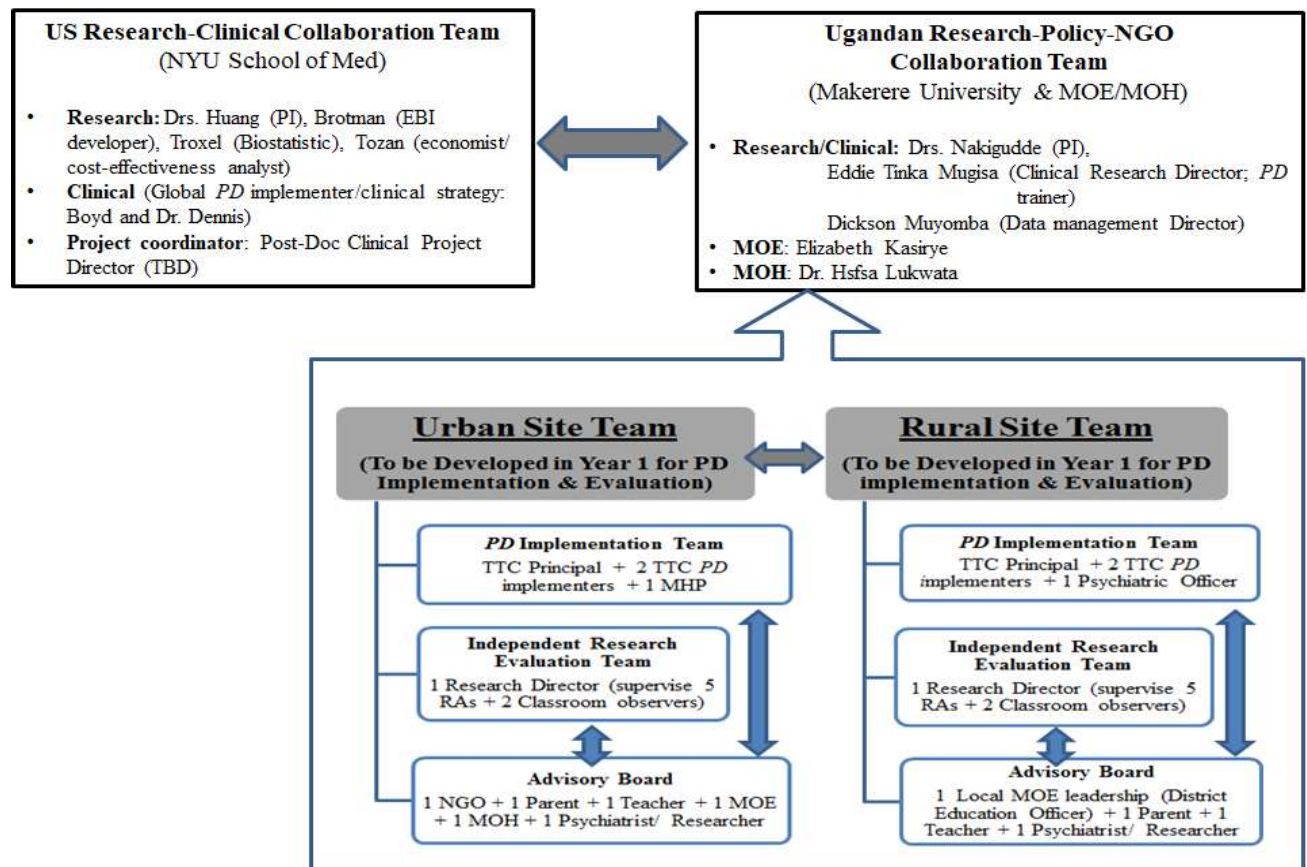 US Research-Clinical Collaboration Team
(NYU School of Med)
• Research: Drs. Huang (PI), Brotman (EBI
developer), Troxel (Biostatistic), Tozan (economist/
cost-effectiveness analyst)
• Clinical (Global PD implementer/clinical strategy:
Boyd and Dr. Dennis)
• Project coordinator: Post-Doc Clinical Project
Director (TBD)
Ugandan Research-Policy-NGO
Collaboration Team
(Makerere University & MOE/MOH)
• Research/Clinical: Drs. Nakigudde (PI),
Eddie Tinka Mugisa (Clinical Research Director; PD
trainer)
Dickson Muyomba (Data management Director)
• MOE: Elizabeth Kasirye
• MOH: Dr. Hsfsa Lukwata
Urban Site Team
(To be Developed in Year 1 for PD
Implementation & Evaluation)
PD Implementation Team
TTC Principal + 2 TTC PD
implementers + 1 MHP
Independent Research
Evaluation Team
1 Research Director (supervise 5
RAs + 2 Classroom observers)
Advisory Board
1 NGO + 1 Parent + 1 Teacher + 1 MOE
+ 1 MOH + 1 Psychiatrist/ Researcher
Rural Site Team
(To be Developed in Year 1 for PD
implementation & Evaluation)
PD Implementation Team
TTC Principal + 2 TTC PD
implementers + 1 Psychiatric Officer
Independent Research
Evaluation Team
1 Research Director (supervise 5
RAs + 2 Classroom observers)
Advisory Board
1 Local MOE leadership (District
Education Officer) + 1 Parent + 1
Teacher + 1 Psychiatrist/ Researcher